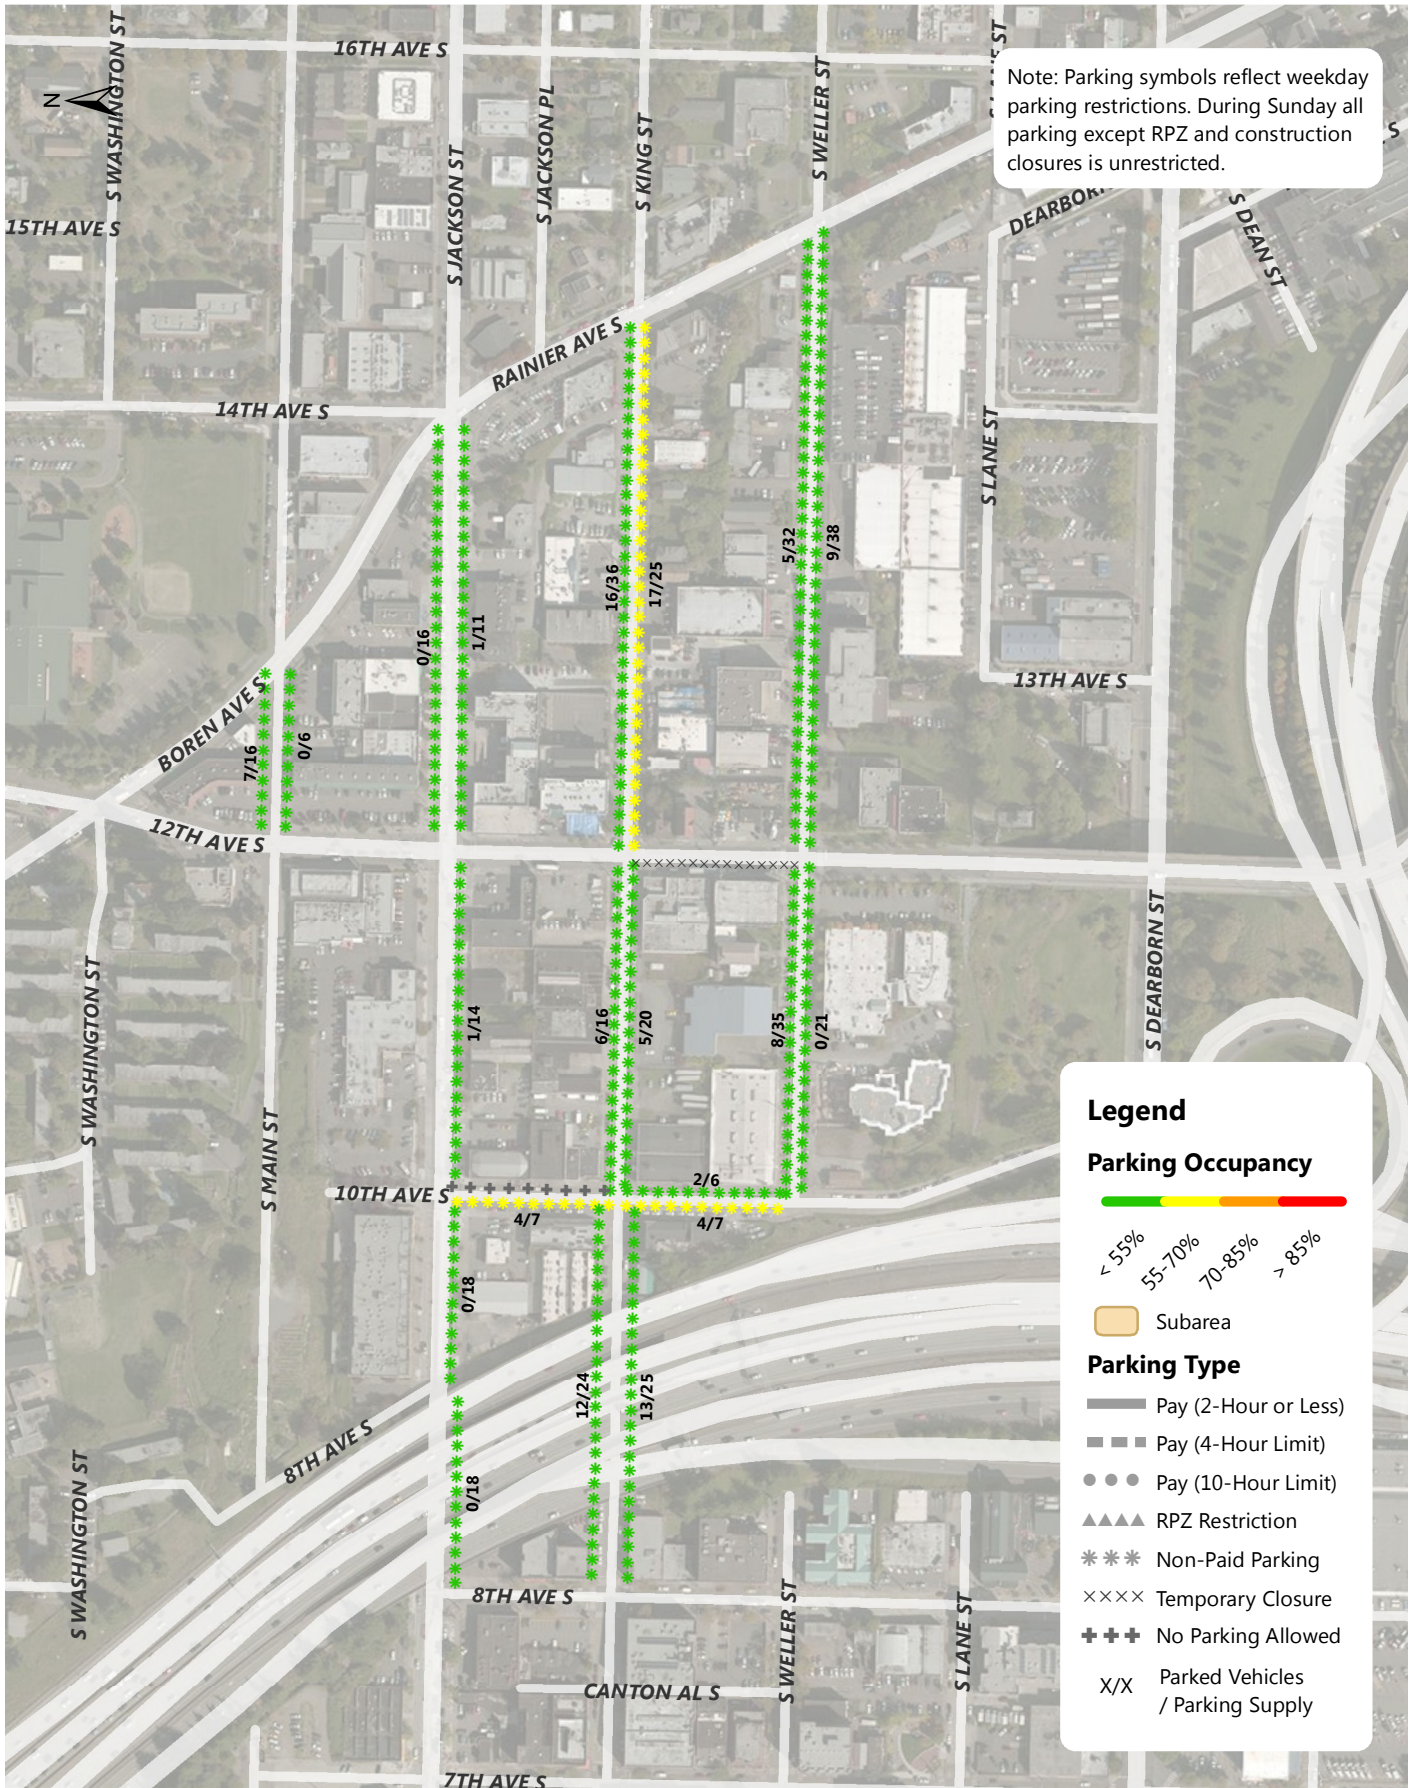 S WASHINGTON ST
16TH AVE S
S LANE ST
N
Note: Parking symbols reflect weekday
parking restrictions. During Sunday all
parking except RPZ and construction
closures is unrestricted.
S JACKSON ST
S JACKSON PL
S KING ST
S WELLER ST
S
15TH AVE S
DEARBORN
S DEAN ST
RAINIER AVE S
14TH AVE S
S LANE ST
5/32
9/38
16/36
17/25
0/16
1/11
13TH AVE S
BOREN AVE S
7/16
0/6
12TH AVE S
S WASHINGTON ST
S DEARBORN ST
1/14
6/16
5/20
8/35
0/21
S MAIN ST
10TH AVE S
2/6
4/7
4/7
0/18
12/24
13/25
8TH AVE S
0/18
S WASHINGTON ST
8TH AVE S
S WELLER ST
S LANE ST
CANTON AL S
7TH AVE S
Legend
Parking Occupancy
< 55%
55-70%
70-85%
> 85%
Subarea
Parking Type
Pay (2-Hour or Less)
Pay (4-Hour Limit)
Pay (10-Hour Limit)
RPZ Restriction
Non-Paid Parking
Temporary Closure
No Parking Allowed
X/X
Parked Vehicles
/ Parking Supply